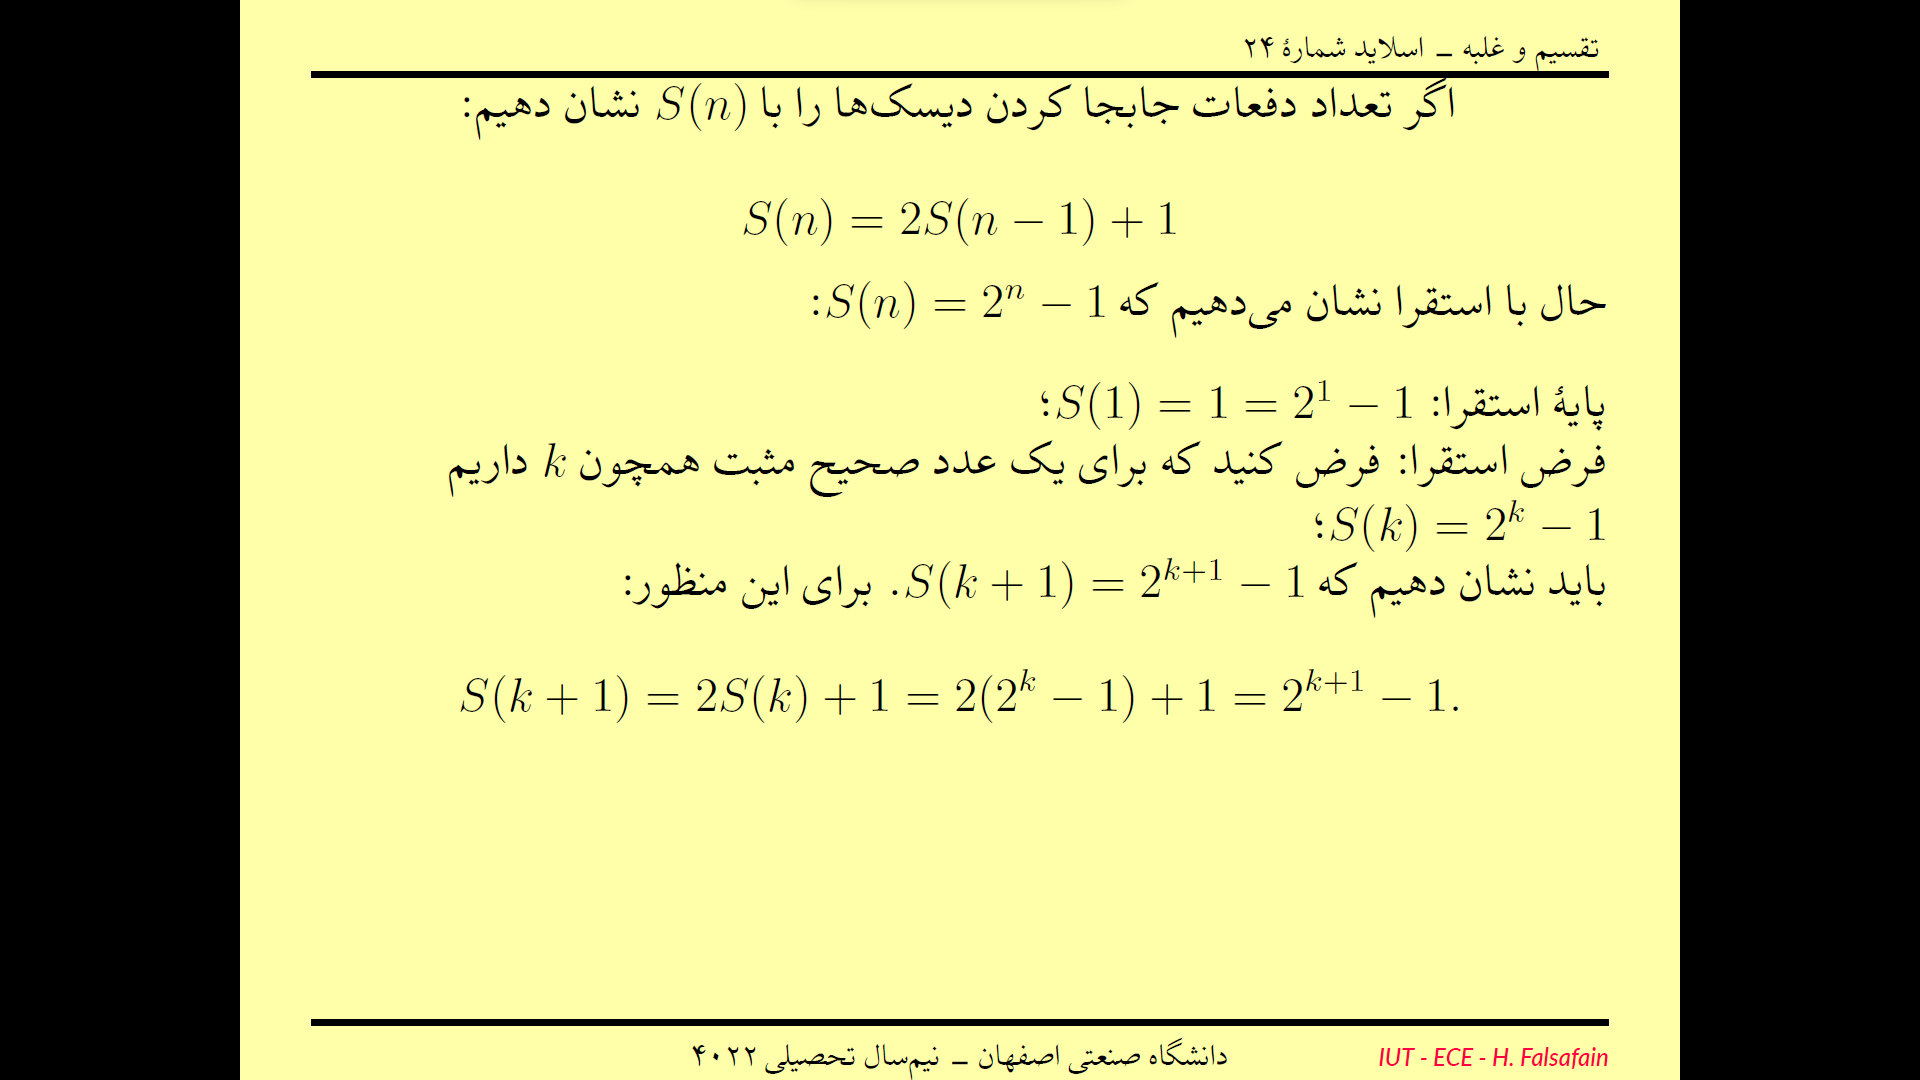 تقسیم و غلبه – اسلاید شمارهٔ ۲۴
اگر تعداد دفعات جابجا کردن دیسک‌ها را با S(n) نشان دهیم:
S(n) = 2S(n − 1) + 1
حال با استقرا نشان می‌دهیم که S(n) = 2^n − 1:
پایهٔ استقرا: S(1) = 1 = 2^1 − 1؛
فرض استقرا: فرض کنید که برای یک عدد صحیح مثبت همچون k داریم
S(k) = 2^k − 1؛
باید نشان دهیم که S(k + 1) = 2^{k+1} − 1. برای این منظور:
S(k + 1) = 2S(k) + 1 = 2(2^k − 1) + 1 = 2^{k+1} − 1.
دانشگاه صنعتی اصفهان – نیم‌سال تحصیلی ۴۰۲۲
IUT - ECE - H. Falsafain